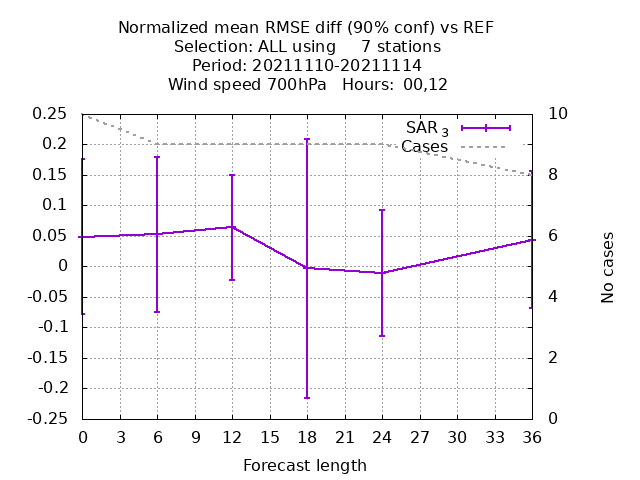 Normalized mean RMSE diff (90% conf) vs REF
Selection: ALL using     7 stations
Period: 20211110-20211114
Wind speed 700hPa   Hours: 00,12
SAR 3
Cases
0.25
0.2
0.15
0.1
0.05
0
-0.05
-0.1
-0.15
-0.2
-0.25
10
8
6
4
2
0
No cases
0 3 6 9 12 15 18 21 24 27 30 33 36
Forecast length